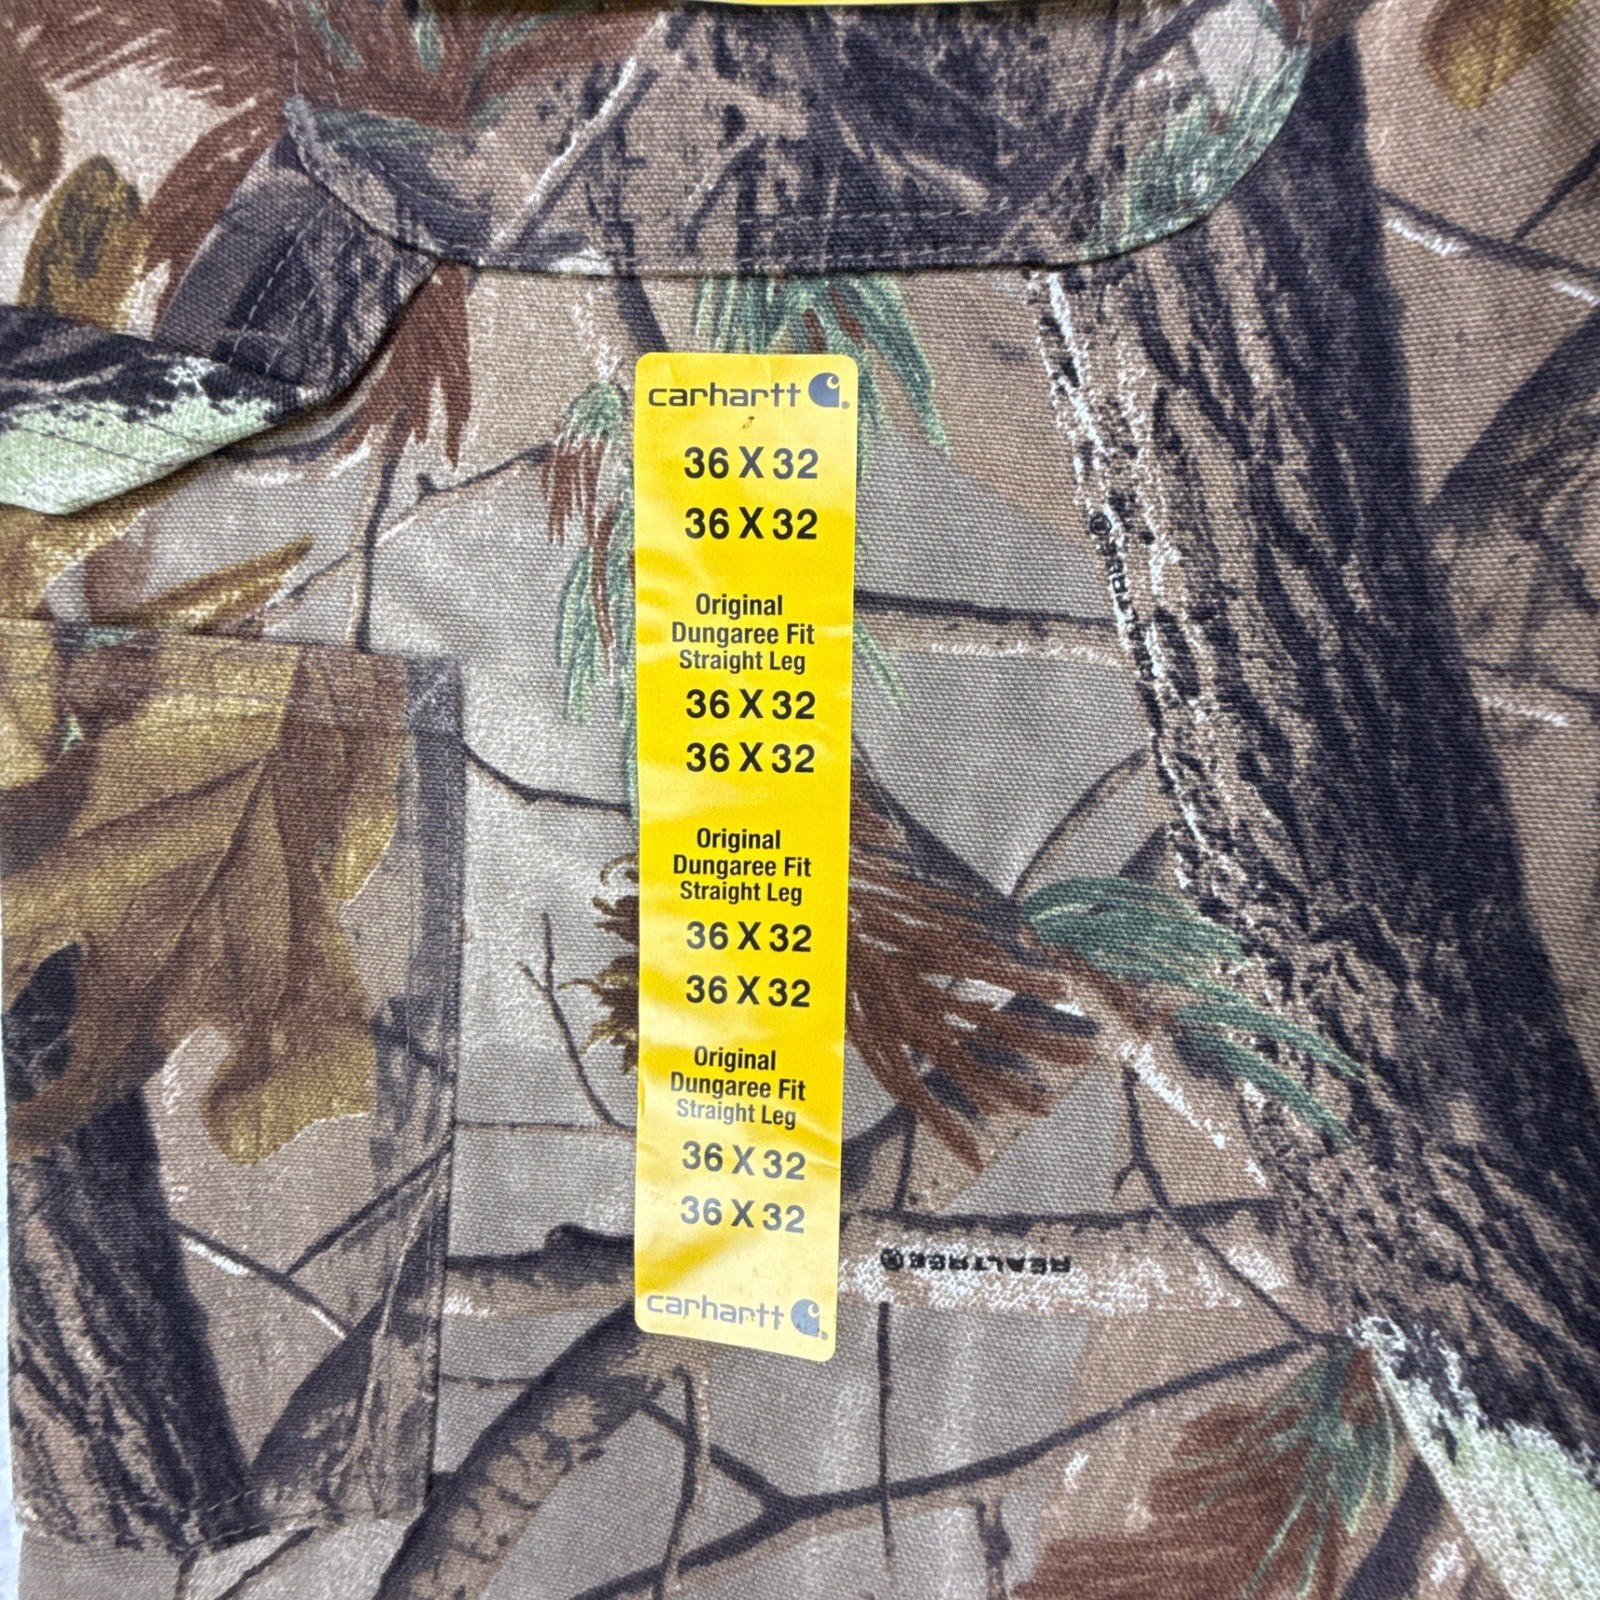 carhartt
36 X 32
36 X 32
Original
Dungaree Fit
Straight Leg
36 X 32
36 X 32
Original
Dungaree Fit
Straight Leg
36 X 32
36 X 32
Original
Dungaree Fit
Straight Leg
36 X 32
36 X 32
carhartt
REALTREE®